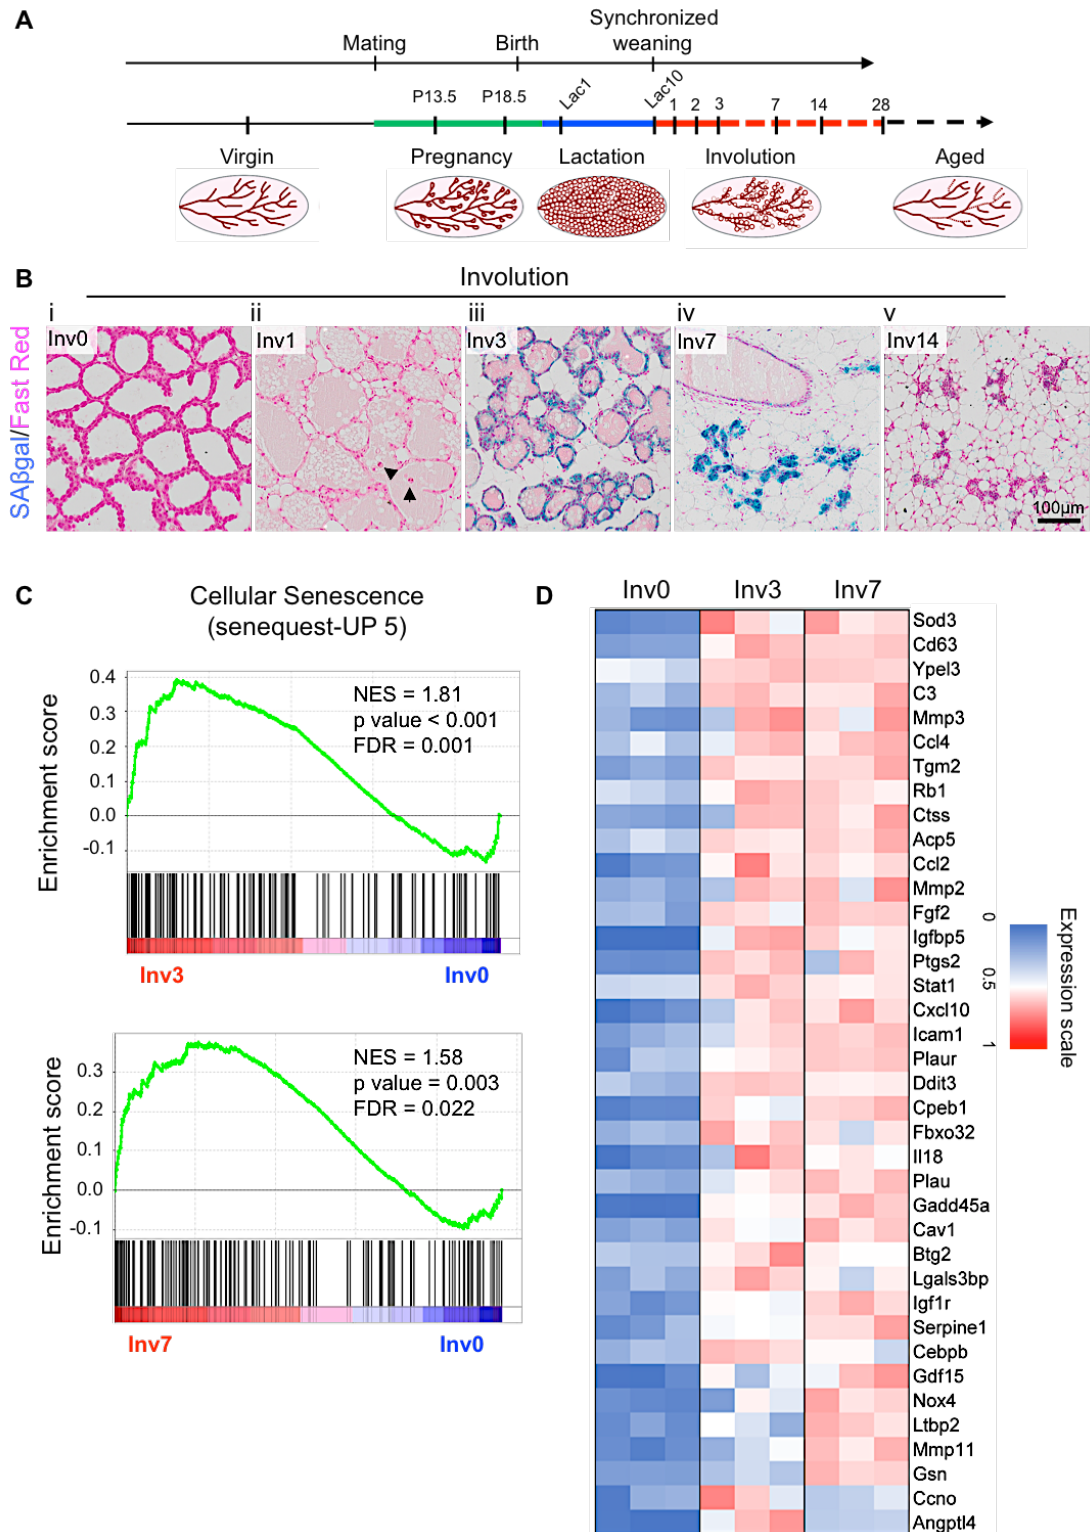 A
Synchronized
Mating Birth weaning
P13.5 P18.5 Lac1 Lac10 1 2 3 7 14 28
Virgin Pregnancy Lactation Involution Aged
B
Involution
i ii iii iv v
Inv0 Inv1 Inv3 Inv7 Inv14
SAβgal/Fast Red
100µm
C
Cellular Senescence
(senequest-UP 5)
Enrichment score
0.4
0.3
0.2
0.1
0.0
-0.1
NES = 1.81
p value < 0.001
FDR = 0.001
Inv3 Inv0
Enrichment score
0.3
0.2
0.1
0.0
-0.1
NES = 1.58
p value = 0.003
FDR = 0.022
Inv7 Inv0
D
Inv0 Inv3 Inv7
Sod3
Cd63
Ypel3
C3
Mmp3
Ccl4
Tgm2
Rb1
Ctss
Acp5
Ccl2
Mmp2
Fgf2
Igfbp5
Ptgs2
Stat1
Cxcl10
Icam1
Plaur
Ddit3
Cpeb1
Fbxo32
Il18
Plau
Gadd45a
Cav1
Btg2
Lgals3bp
Igf1r
Serpine1
Cebpb
Gdf15
Nox4
Ltbp2
Mmp11
Gsn
Ccno
Angptl4
0 0.5 1
Expression scale